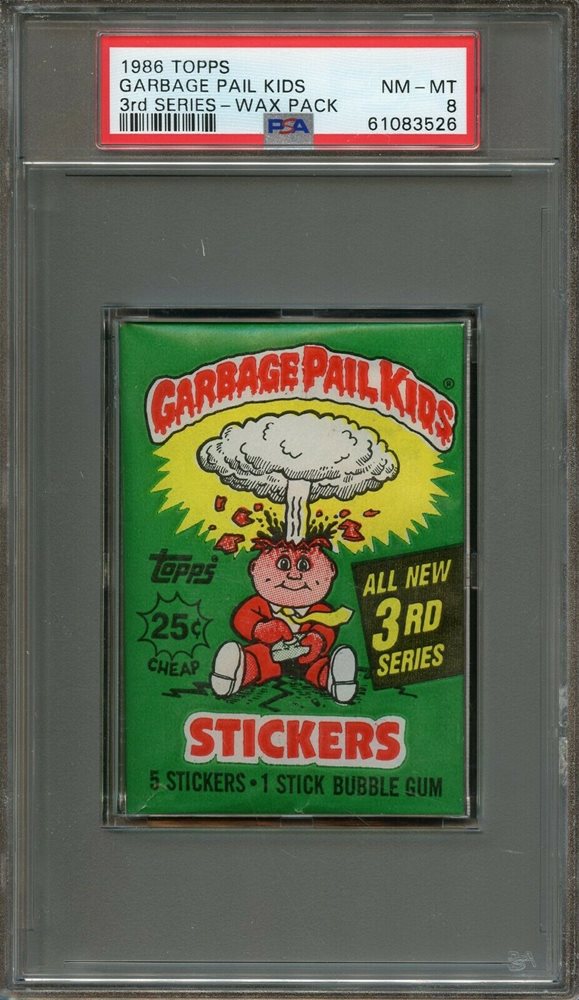 1986 TOPPS
GARBAGE PAIL KIDS NM-MT
3rd SERIES-WAX PACK 8
PSA 61083526
GARBAGE PAIL KIDS®
topps
ALL NEW
3RD
SERIES
25¢
CHEAP
STICKERS
5 STICKERS • 1 STICK BUBBLE GUM
PSA